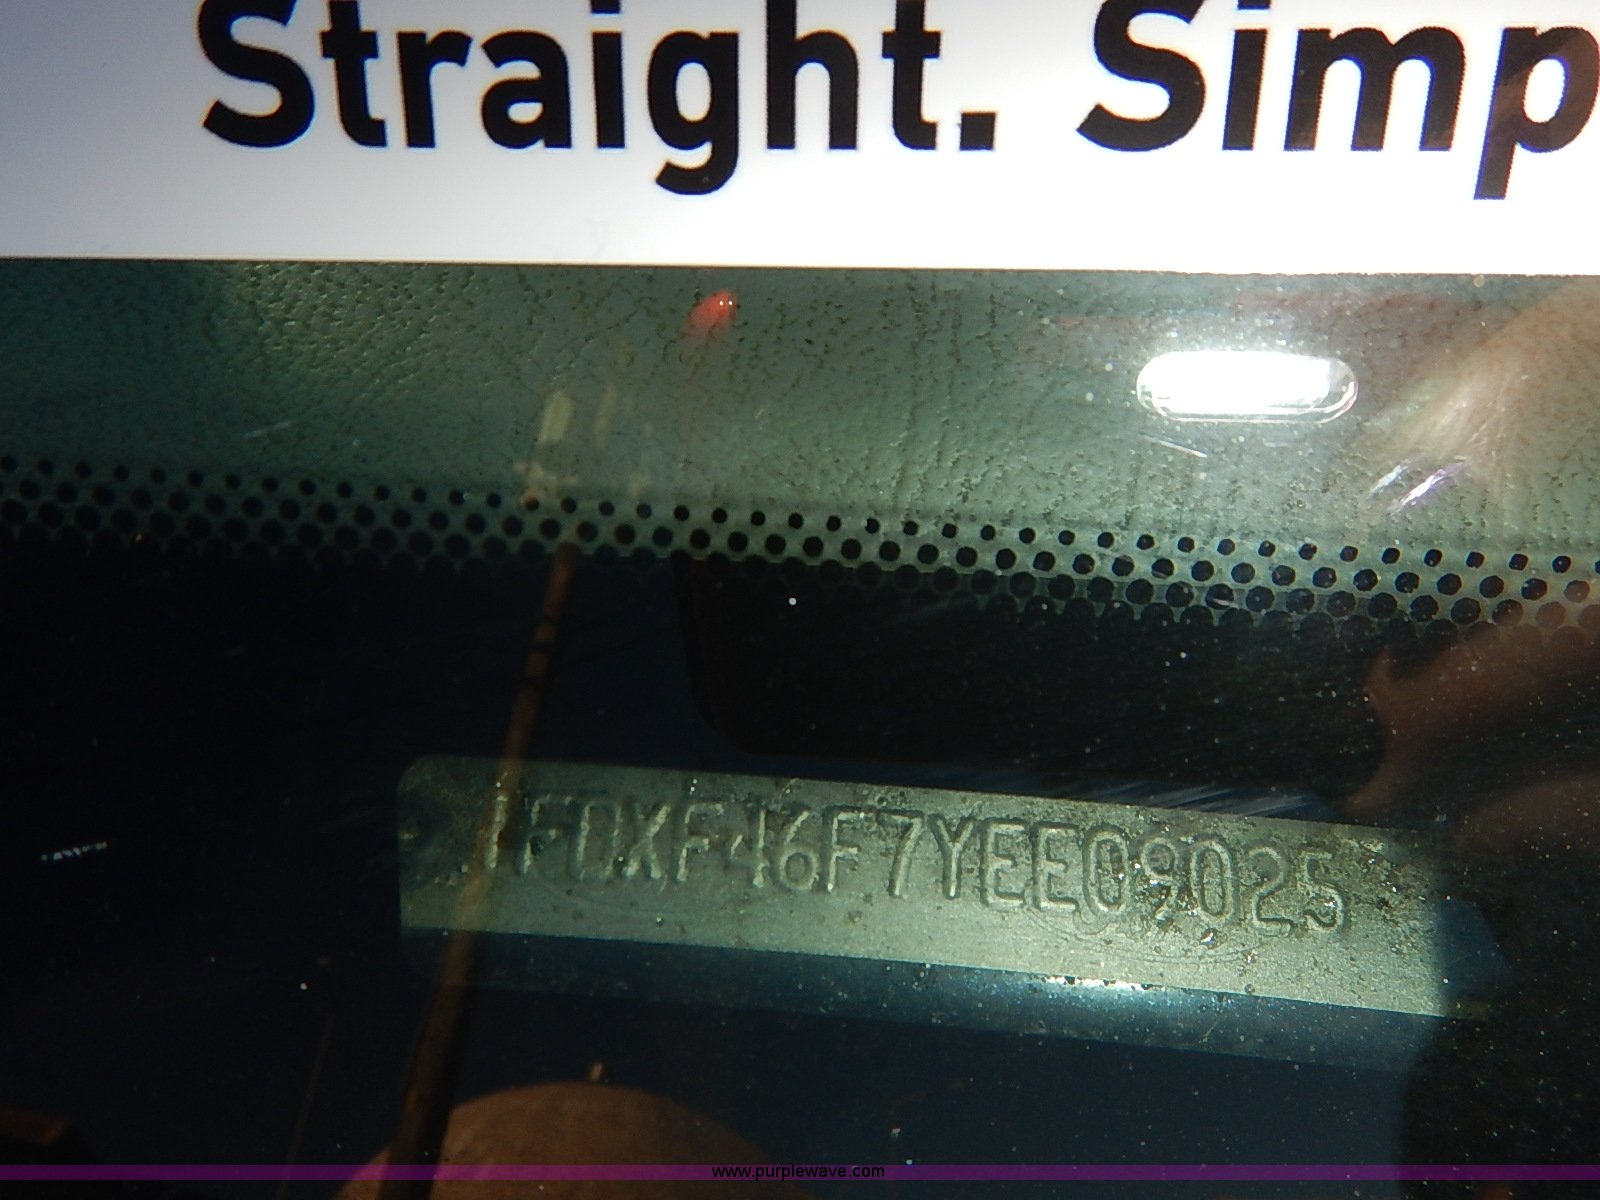 Straight. Simp
1FDXF46F7YEE09025
www.purplewave.com